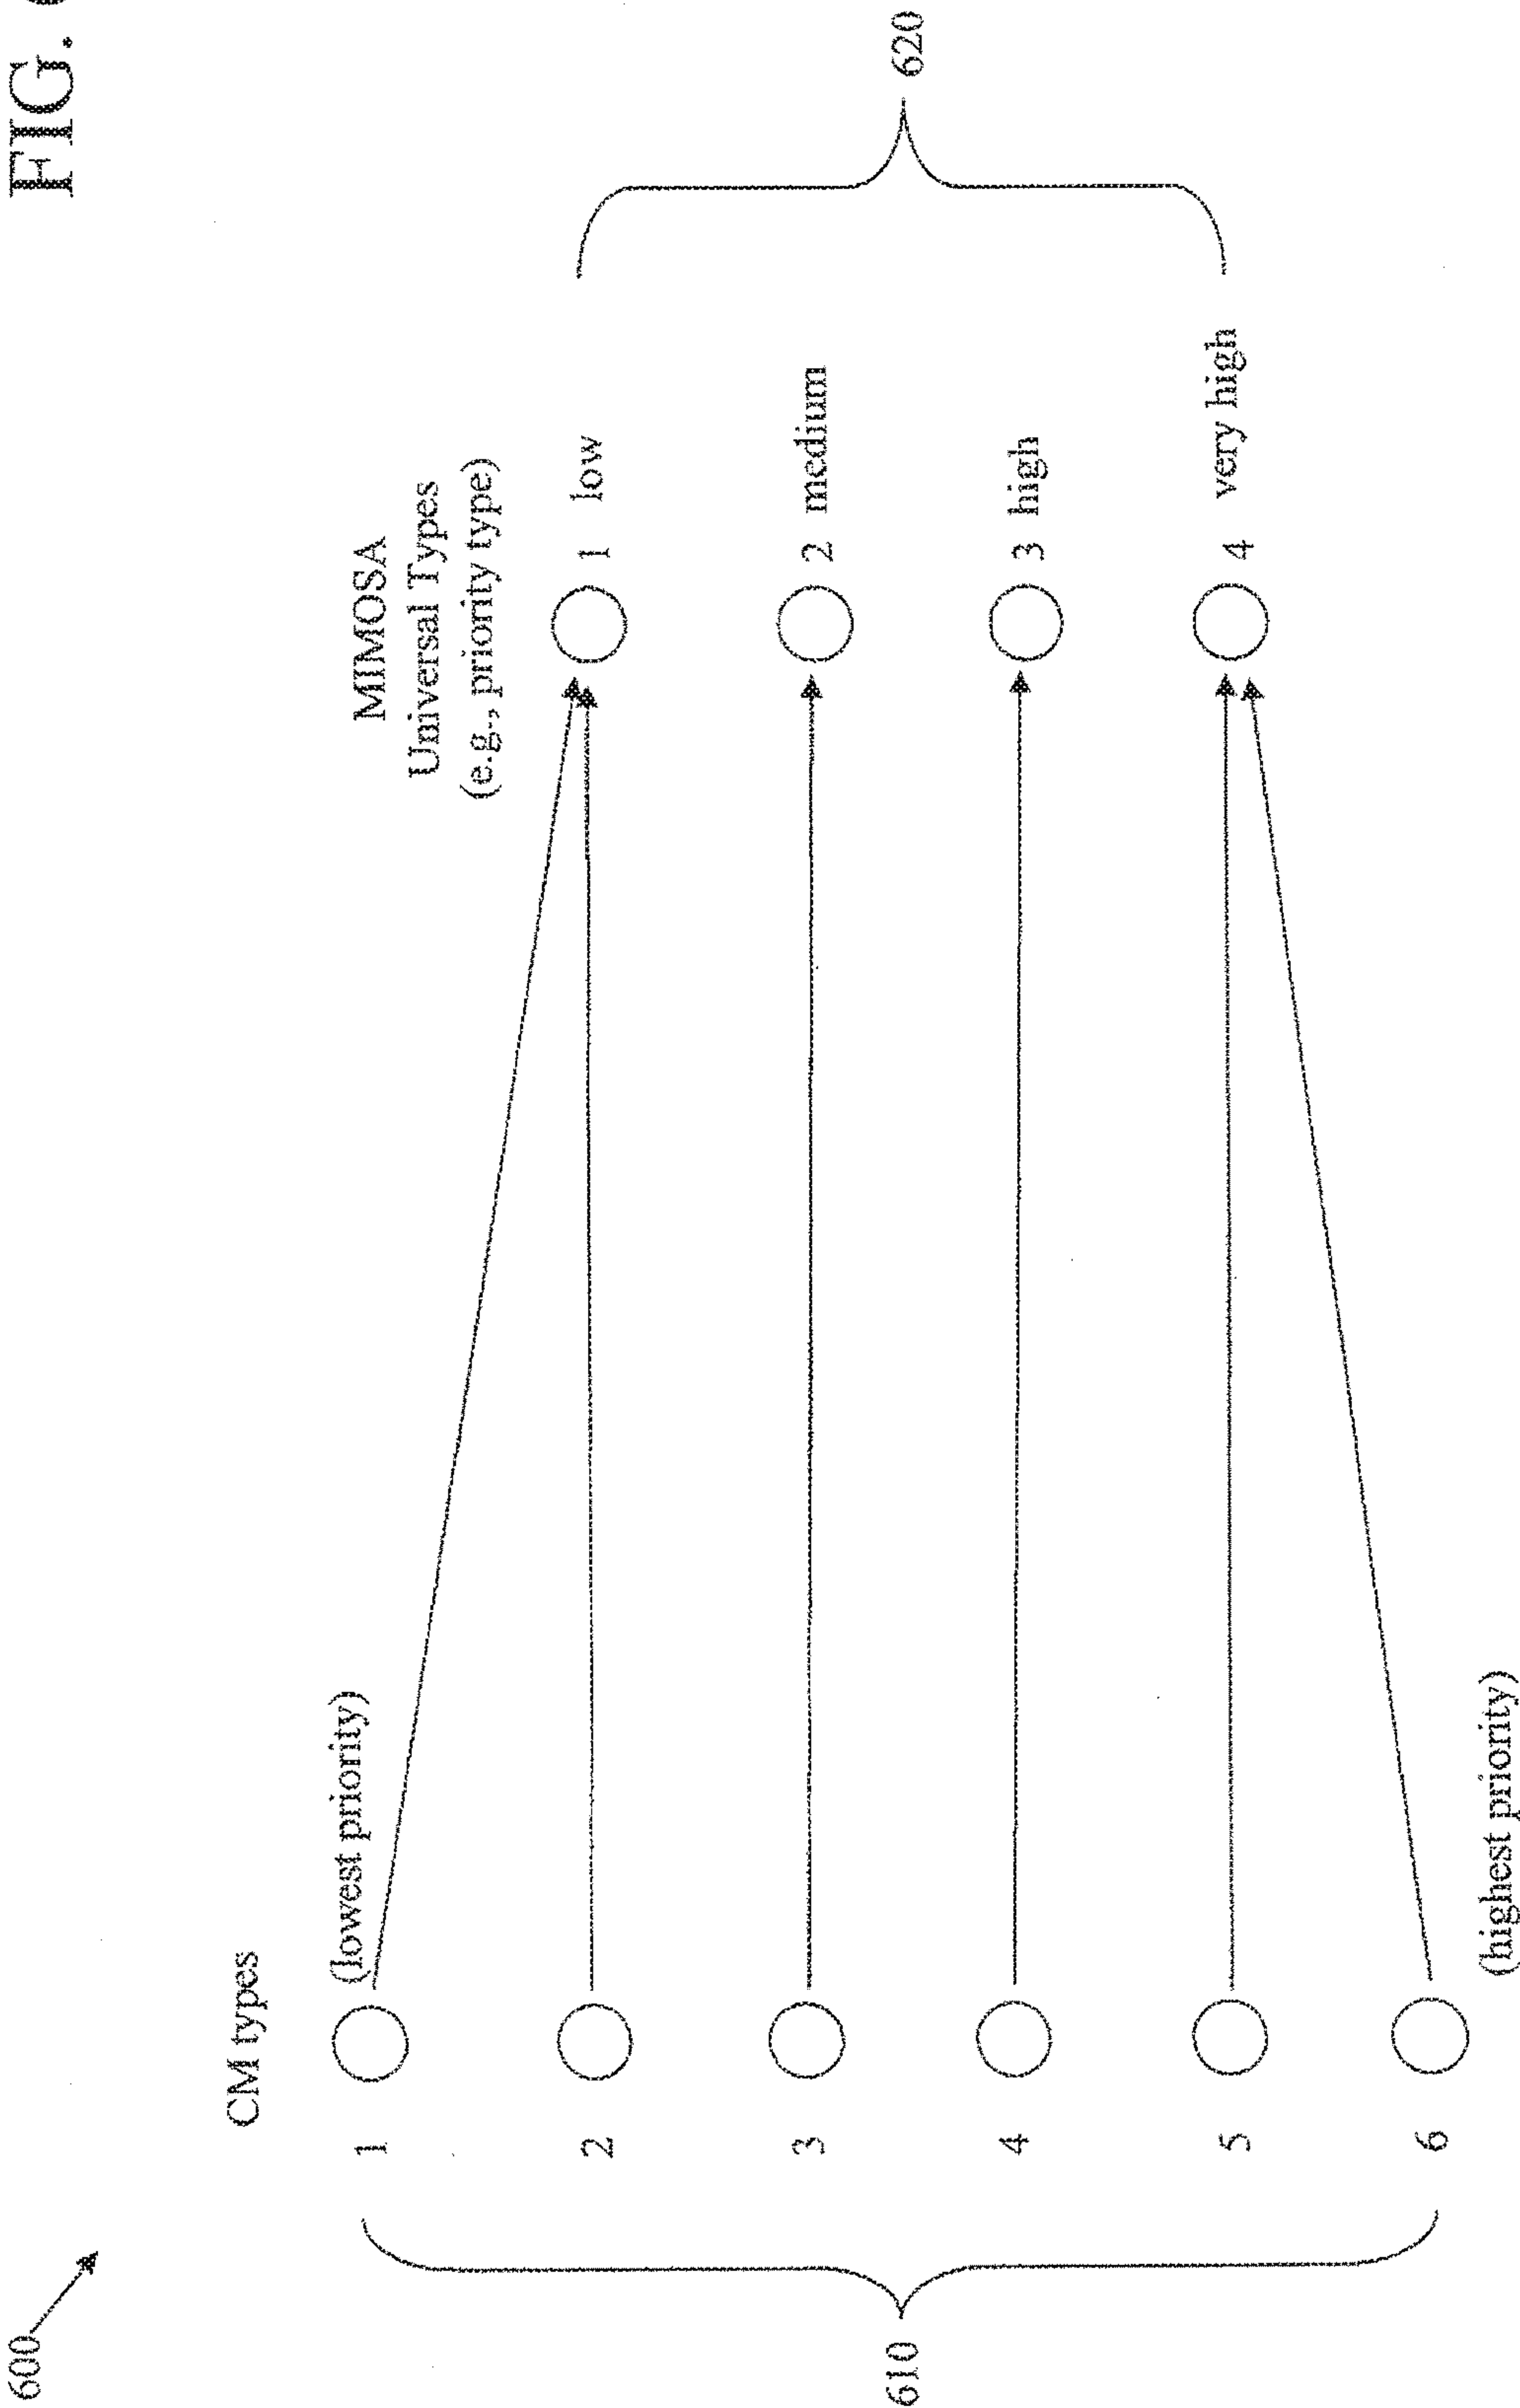 600
FIG.
CM types
MIMOSA
Universal Types
(e.g., priority type)
1
(lowest priority)
1 low
2
2 medium
3
3 high
4
4 very high
5
6
(highest priority)
610
620